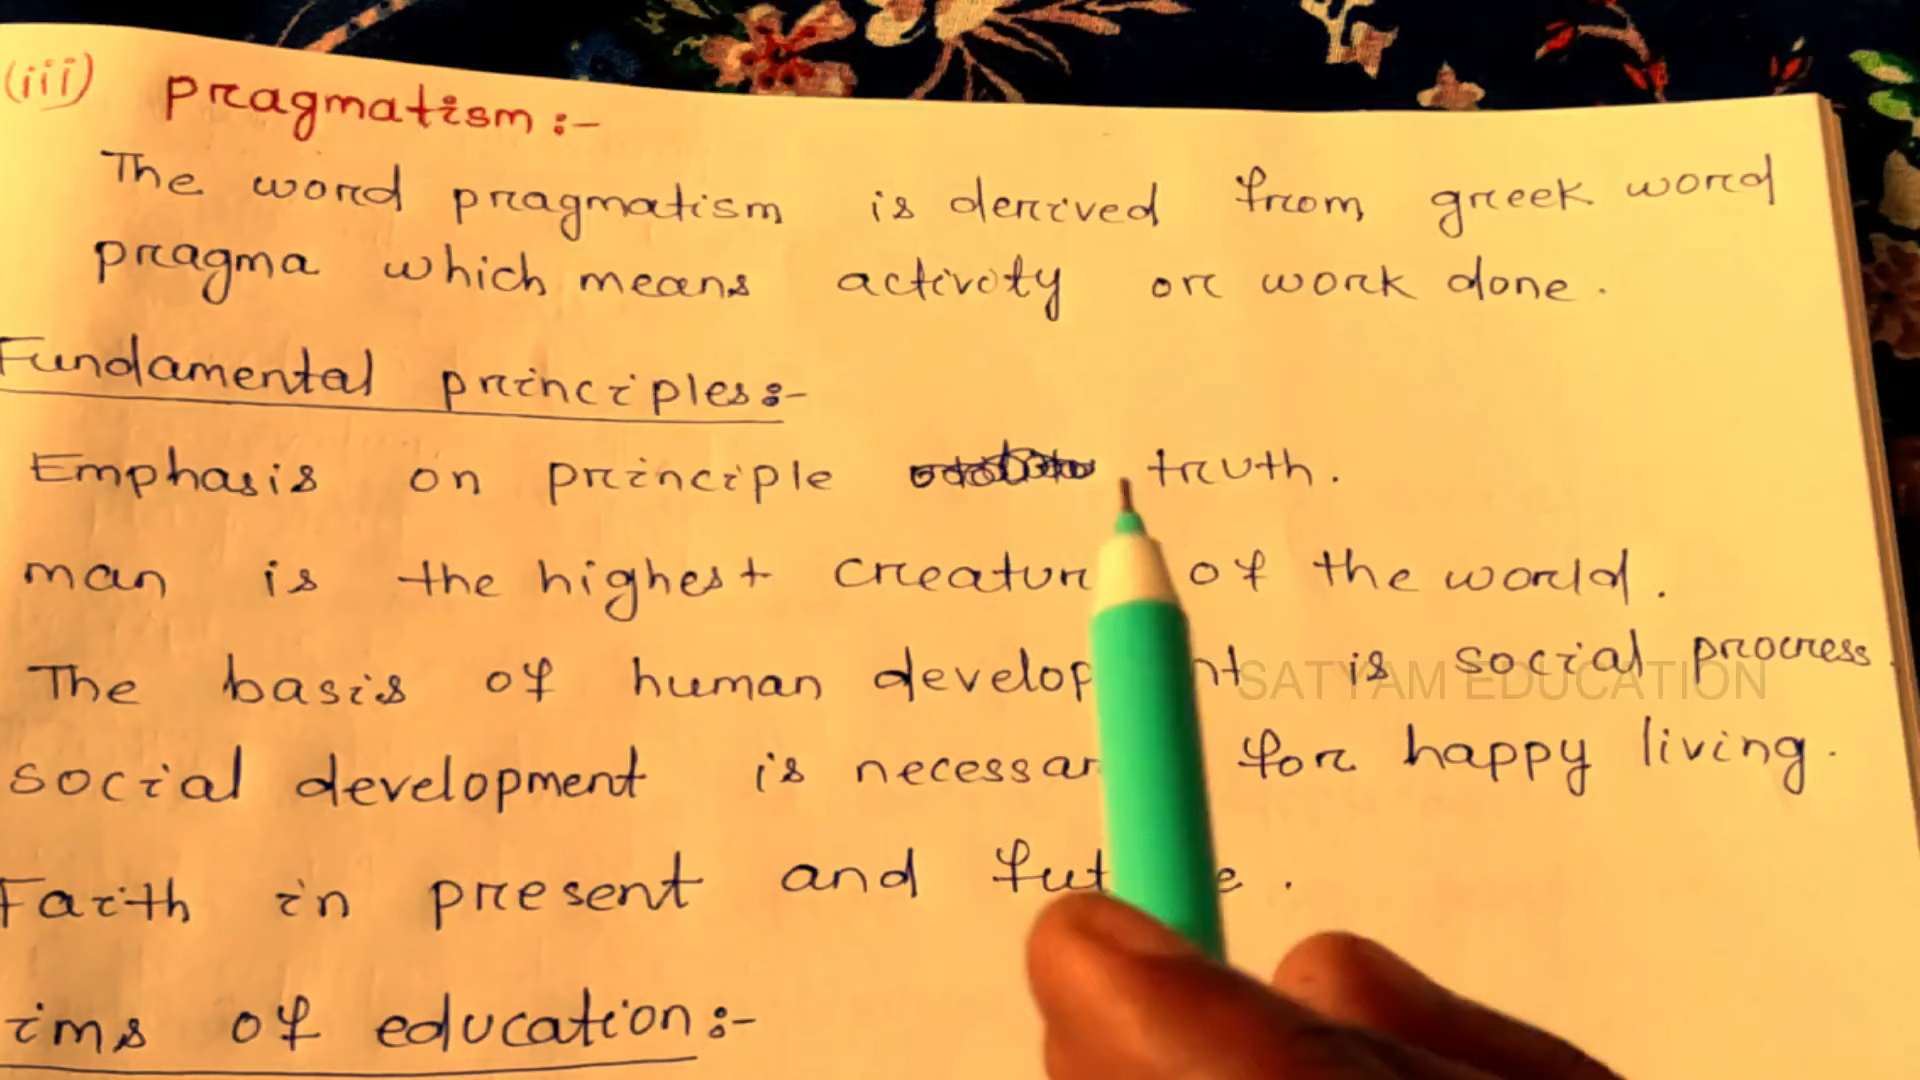 (iii) pragmatism :-
The word pragmatism is derived from greek word
pragma which means activity or work done.
Fundamental principles :-
Emphasis on principle truth.
man is the highest creatur of the world.
The basis of human develop nt is social process.
social development is necessar for happy living.
Faith in present and fut e.
ims of education :-
SATYAM EDUCATION